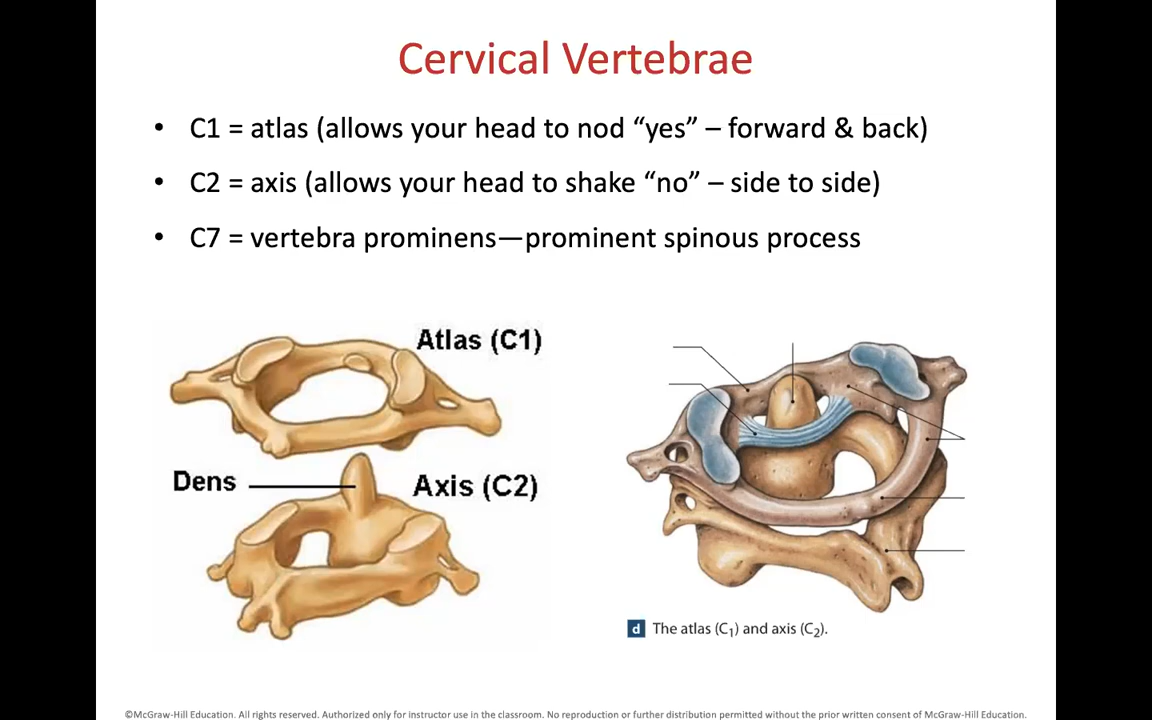 Cervical Vertebrae
• C1 = atlas (allows your head to nod “yes” – forward & back)
• C2 = axis (allows your head to shake “no” – side to side)
• C7 = vertebra prominens—prominent spinous process
Atlas (C1)
Dens
Axis (C2)
d The atlas (C₁) and axis (C₂).
©McGraw-Hill Education. All rights reserved. Authorized only for instructor use in the classroom. No reproduction or further distribution permitted without the prior written consent of McGraw-Hill Education.